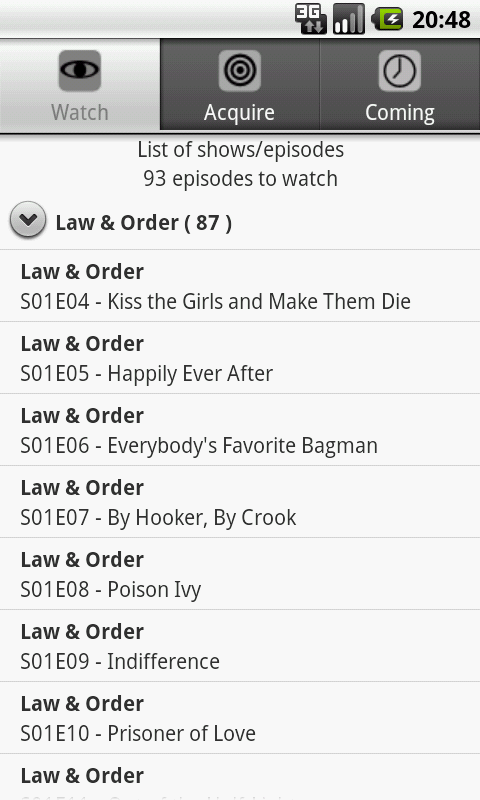 3G 20:48
Watch Acquire Coming
List of shows/episodes
93 episodes to watch
Law & Order ( 87 )
Law & Order
S01E04 - Kiss the Girls and Make Them Die
Law & Order
S01E05 - Happily Ever After
Law & Order
S01E06 - Everybody's Favorite Bagman
Law & Order
S01E07 - By Hooker, By Crook
Law & Order
S01E08 - Poison Ivy
Law & Order
S01E09 - Indifference
Law & Order
S01E10 - Prisoner of Love
Law & Order